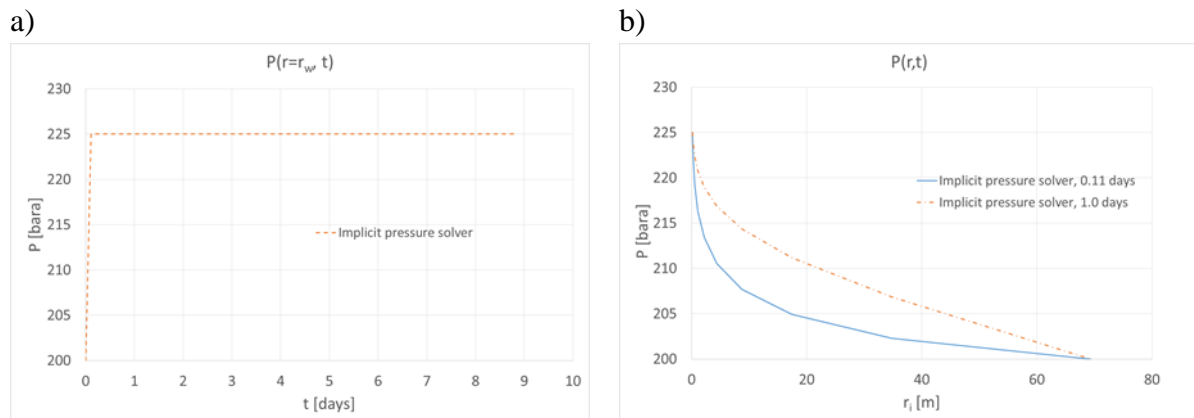 a)
P(r=rw, t)
P [bara]
230
225
220
215
210
205
200
Implicit pressure solver
0 1 2 3 4 5 6 7 8 9 10
t [days]
b)
P(r,t)
P [bara]
230
225
220
215
210
205
200
Implicit pressure solver, 0.11 days
Implicit pressure solver, 1.0 days
0 20 40 60 80
ri [m]